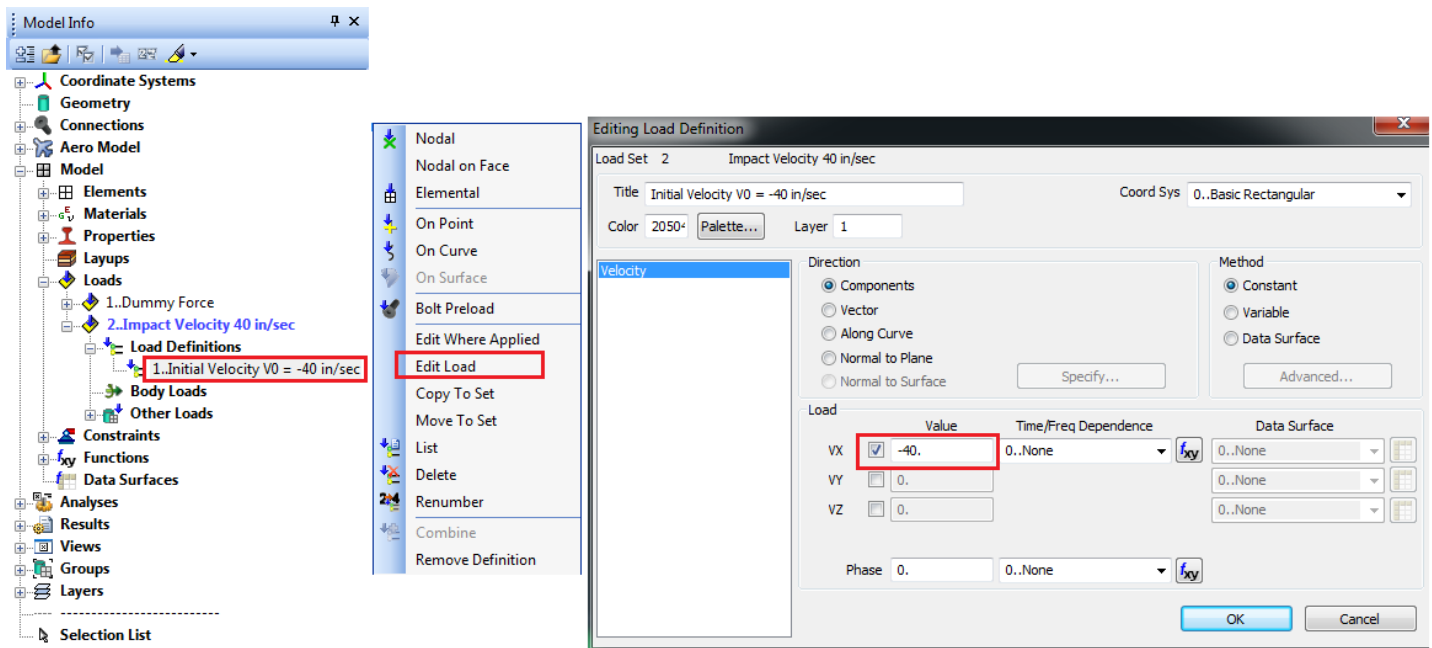 Model Info
Coordinate Systems
Geometry
Connections
Aero Model
Model
Elements
Materials
Properties
Layups
Loads
1..Dummy Force
2..Impact Velocity 40 in/sec
Load Definitions
1..Initial Velocity V0 = -40 in/sec
Body Loads
Other Loads
Constraints
fxy Functions
Data Surfaces
Analyses
Results
Views
Groups
Layers
Selection List
Nodal
Nodal on Face
Elemental
On Point
On Curve
On Surface
Bolt Preload
Edit Where Applied
Edit Load
Copy To Set
Move To Set
List
Delete
Renumber
Combine
Remove Definition
Editing Load Definition
Load Set 2 Impact Velocity 40 in/sec
Title Initial Velocity V0 = -40 in/sec Coord Sys 0..Basic Rectangular
Color 20504 Palette... Layer 1
Velocity
Direction
Components
Vector
Along Curve
Normal to Plane
Normal to Surface
Specify...
Method
Constant
Variable
Data Surface
Advanced...
Load
Value Time/Freq Dependence Data Surface
VX -40. 0..None fxy 0..None
VY 0. 0..None
VZ 0. 0..None
Phase 0. 0..None fxy
OK Cancel